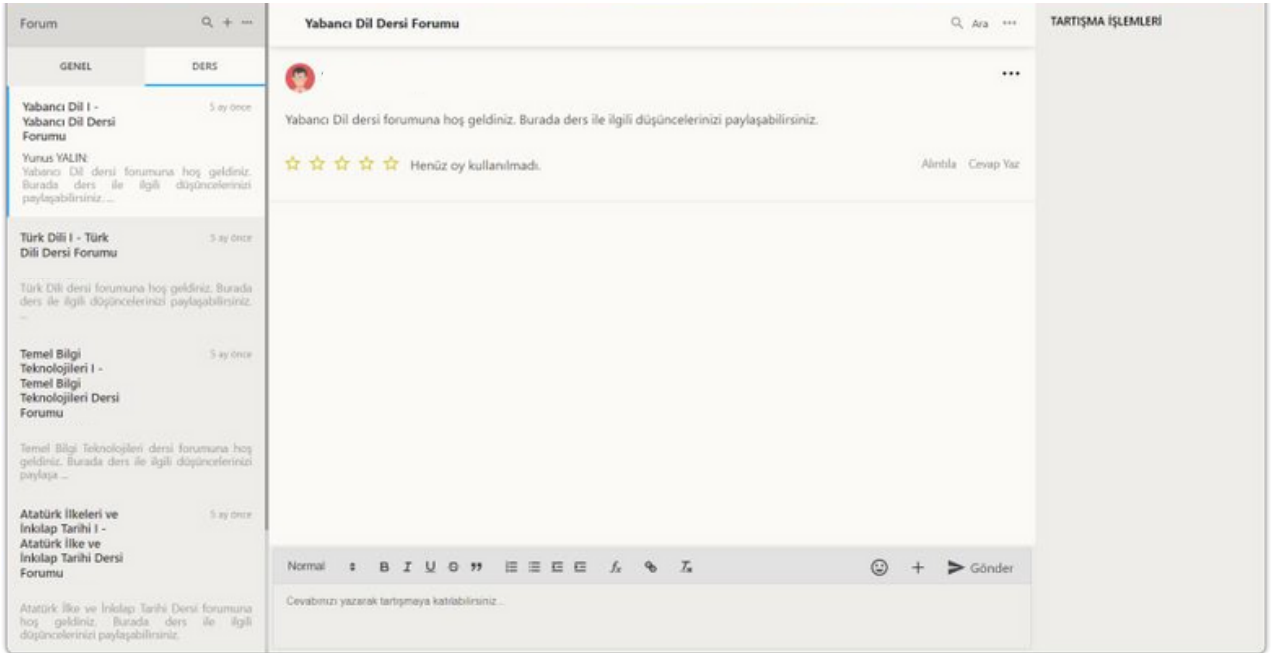 Forum
GENEL
DERS
Yabancı Dil I -
Yabancı Dil Dersi
Forumu
5 ay önce
Yunus YALIN:
Yabancı Dil dersi forumuna hoş geldiniz.
Burada ders ile ilgili düşüncelerinizi
paylaşabilirsiniz. ...
Türk Dili I - Türk
Dili Dersi Forumu
5 ay önce
Türk Dili dersi forumuna hoş geldiniz. Burada
ders ile ilgili düşüncelerinizi paylaşabilirsiniz.
...
Temel Bilgi
Teknolojileri I -
Temel Bilgi
Teknolojileri Dersi
Forumu
5 ay önce
Temel Bilgi Teknolojileri dersi forumuna hoş
geldiniz. Burada ders ile ilgili düşüncelerinizi
paylaşa ...
Atatürk İlkeleri ve
İnkılap Tarihi I -
Atatürk İlke ve
İnkılap Tarihi Dersi
Forumu
5 ay önce
Atatürk İlke ve İnkılap Tarihi Dersi forumuna
hoş geldiniz. Burada ders ile ilgili
düşüncelerinizi paylaşabilirsiniz.
Yabancı Dil Dersi Forumu
Ara
Yabancı Dil dersi forumuna hoş geldiniz. Burada ders ile ilgili düşüncelerinizi paylaşabilirsiniz.
Henüz oy kullanılmadı.
Alıntıla Cevap Yaz
Normal
Gönder
Cevabınızı yazarak tartışmaya katılabilirsiniz...
TARTIŞMA İŞLEMLERİ